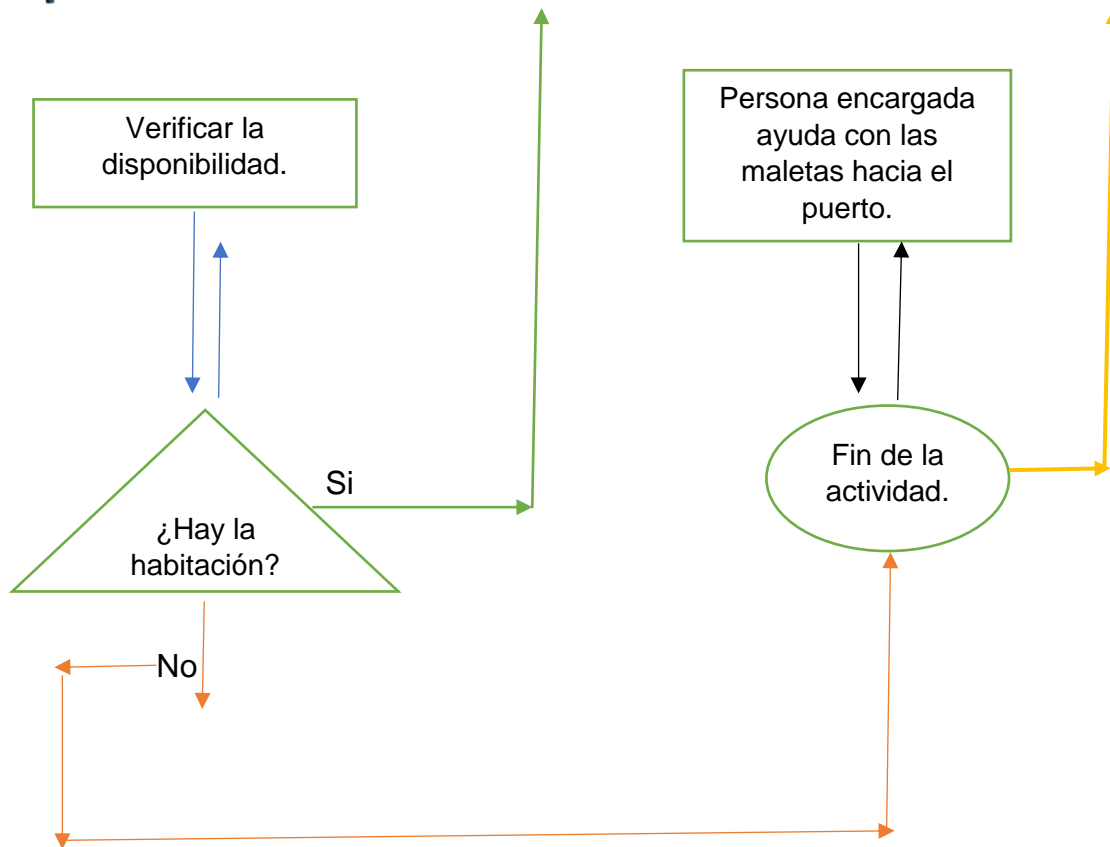 Verificar la
disponibilidad.
Persona encargada
ayuda con las
maletas hacia el
puerto.
Si
¿Hay la
habitación?
Fin de la
actividad.
No